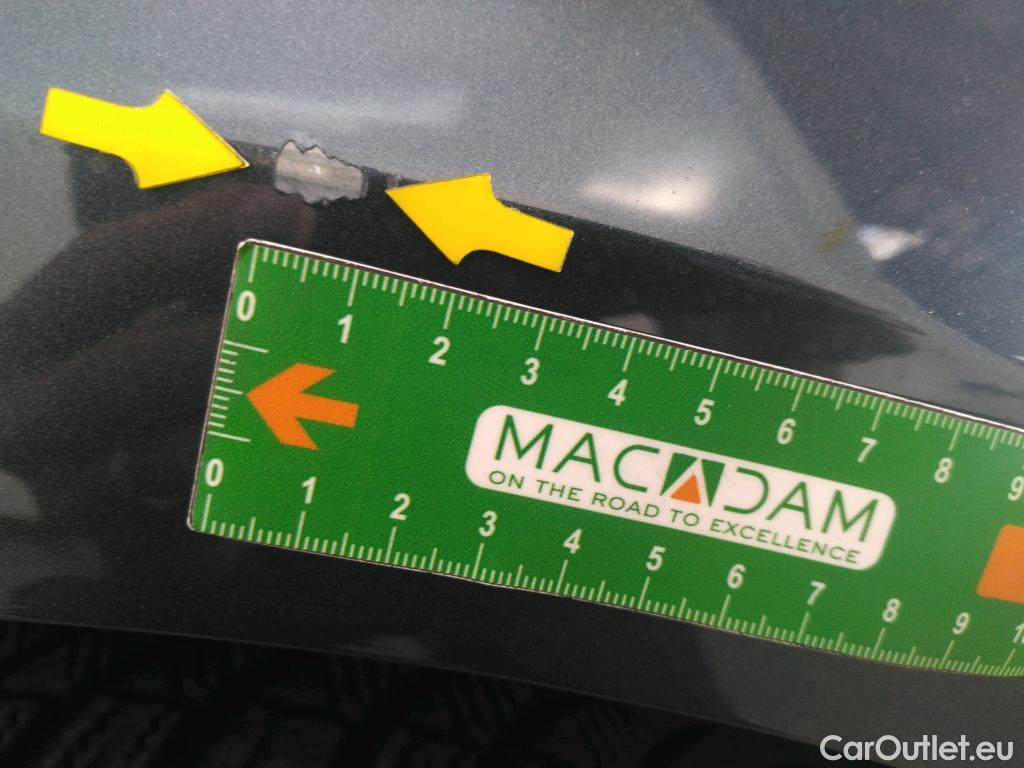 0 1 2 3 4 5 6 7 8 9
MACADAM
ON THE ROAD TO EXCELLENCE
0 1 2 3 4 5 6 7 8 9
CarOutlet.eu